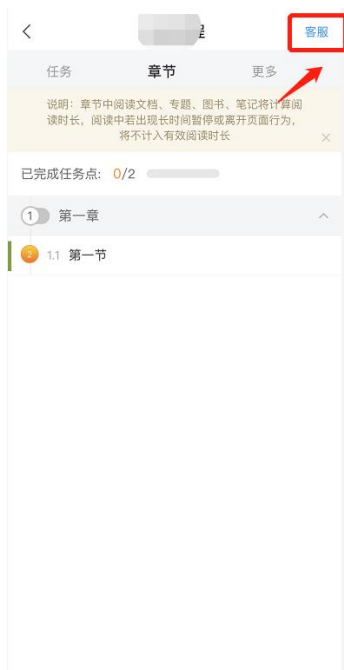 客服
任务 章节 更多
说明：章节中阅读文档、专题、图书、笔记将计算阅
读时长，阅读中若出现长时间暂停或离开页面行为，
将不计入有效阅读时长
已完成任务点: 0/2
1 第一章
2 1.1 第一节